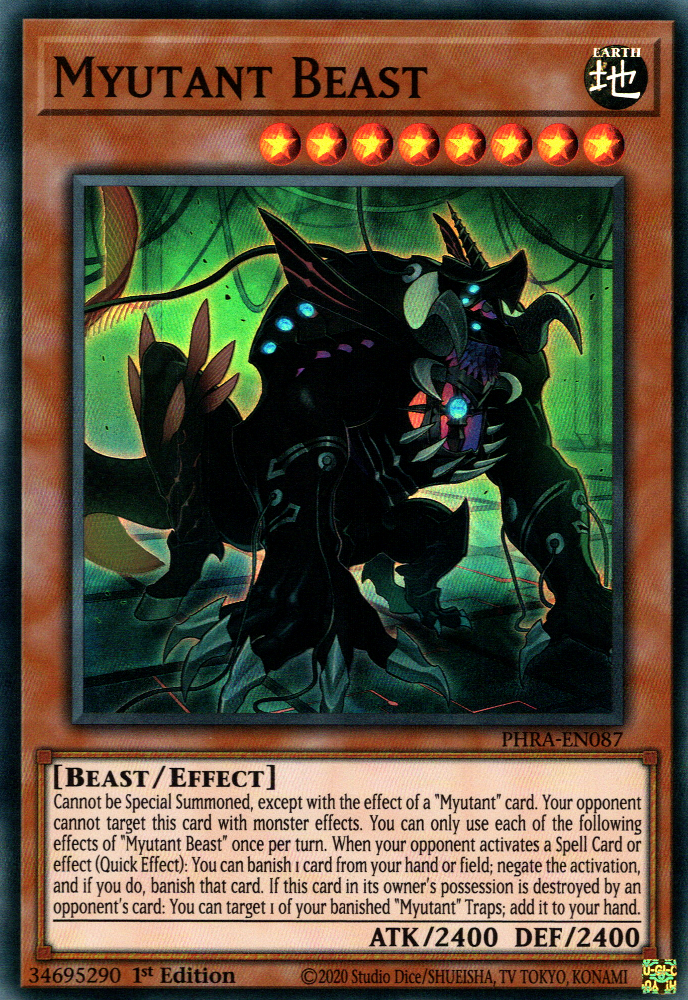 Myutant Beast
EARTH
地
PHRA-EN087
[Beast/Effect]
Cannot be Special Summoned, except with the effect of a "Myutant" card. Your opponent
cannot target this card with monster effects. You can only use each of the following
effects of "Myutant Beast" once per turn. When your opponent activates a Spell Card or
effect (Quick Effect): You can banish 1 card from your hand or field; negate the activation,
and if you do, banish that card. If this card in its owner's possession is destroyed by an
opponent's card: You can target 1 of your banished "Myutant" Traps; add it to your hand.
ATK/2400 DEF/2400
34695290 1st Edition ©2020 Studio Dice/SHUEISHA, TV TOKYO, KONAMI